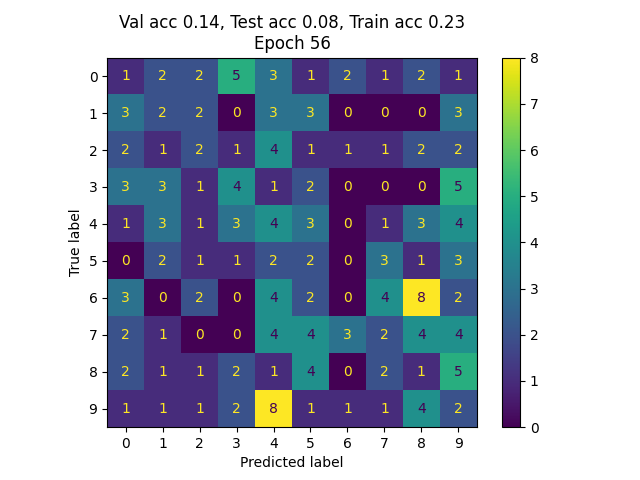 Val acc 0.14, Test acc 0.08, Train acc 0.23
Epoch 56
0 1 2 2 5 3 1 2 1 2 1
1 3 2 2 0 3 3 0 0 0 3
2 2 1 2 1 4 1 1 1 2 2
3 3 3 1 4 1 2 0 0 0 5
4 1 3 1 3 4 3 0 1 3 4
5 0 2 1 1 2 2 0 3 1 3
6 3 0 2 0 4 2 0 4 8 2
7 2 1 0 0 4 4 3 2 4 4
8 2 1 1 2 1 4 0 2 1 5
9 1 1 1 2 8 1 1 1 4 2
0 1 2 3 4 5 6 7 8 9
Predicted label
True label
8
7
6
5
4
3
2
1
0